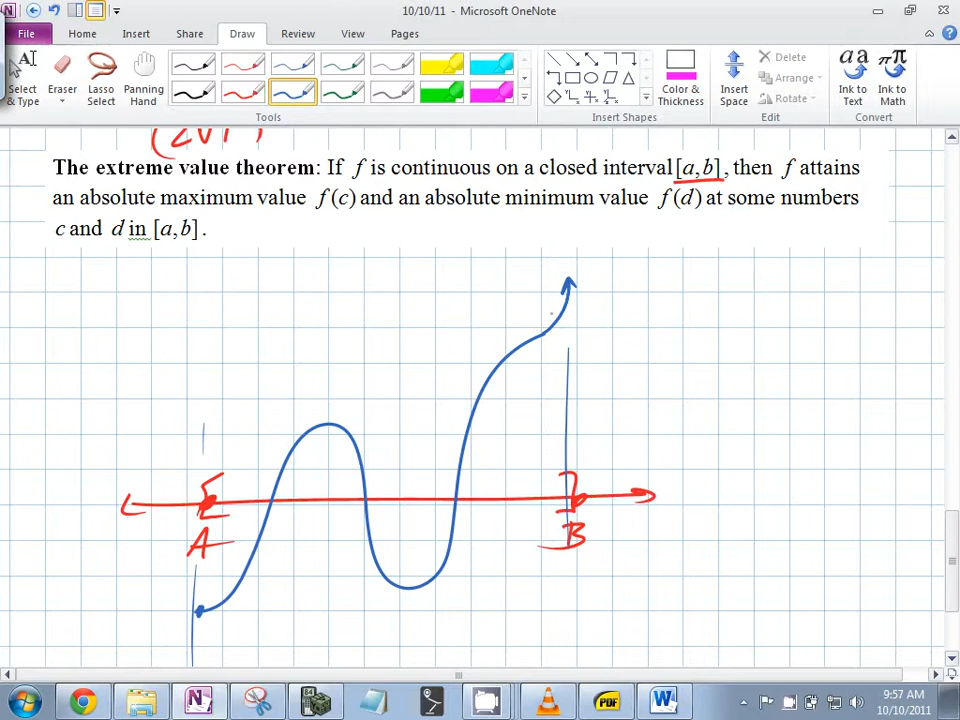 10/10/11 - Microsoft OneNote
File Home Insert Share Draw Review View Pages
Select & Type
Eraser
Lasso Select
Panning Hand
Color & Thickness
Insert Space
Delete
Arrange
Rotate
Ink to Text
Ink to Math
Tools Insert Shapes Edit Convert
The extreme value theorem: If f is continuous on a closed interval [a,b], then f attains
an absolute maximum value f(c) and an absolute minimum value f(d) at some numbers
c and d in [a,b].
[ ]
A B
9:57 AM
10/10/2011